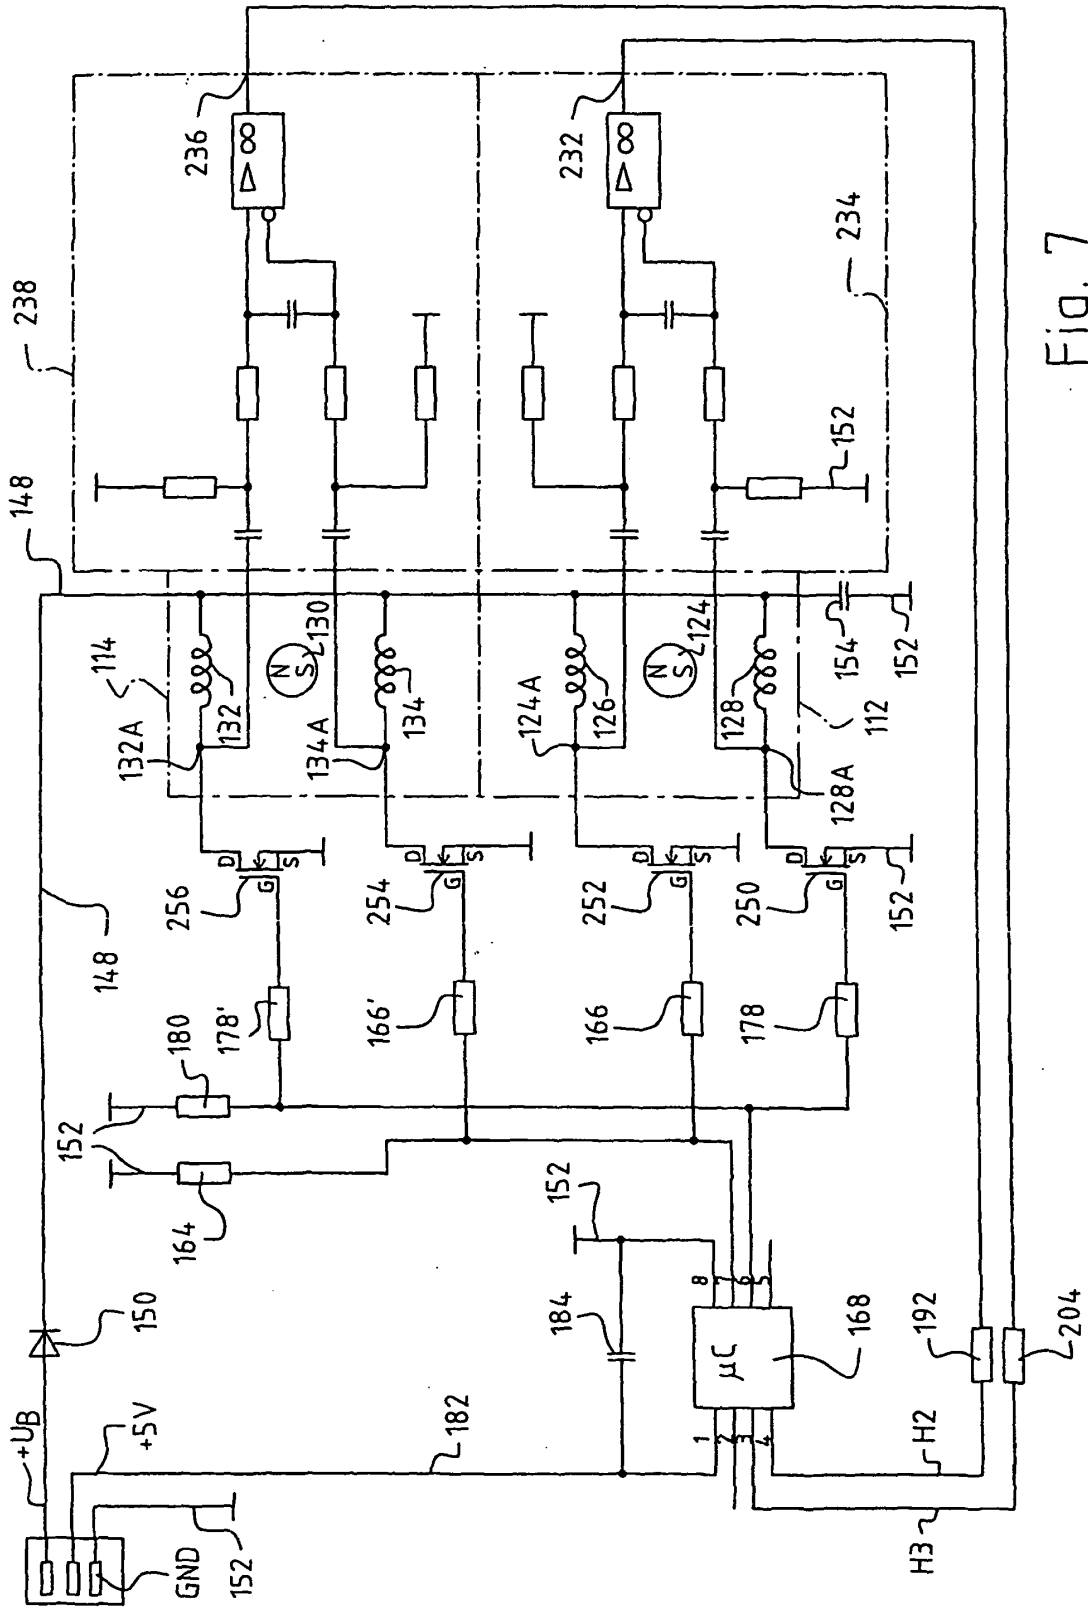 +UB
+5V
GND
152
150
148
148
182
164
152
180
178'
166'
166
178
184
152
µC
1
2
3
4
8
7
6
5
168
H2
H3
192
204
256
254
252
250
D
G
S
D
G
S
D
G
S
D
G
S
152
132A
134A
124A
128A
114
132
N
S
130
134
126
N
S
124
128
112
154
152
238
236
▷ ∞
232
▷ ∞
234
152
Fig. 7